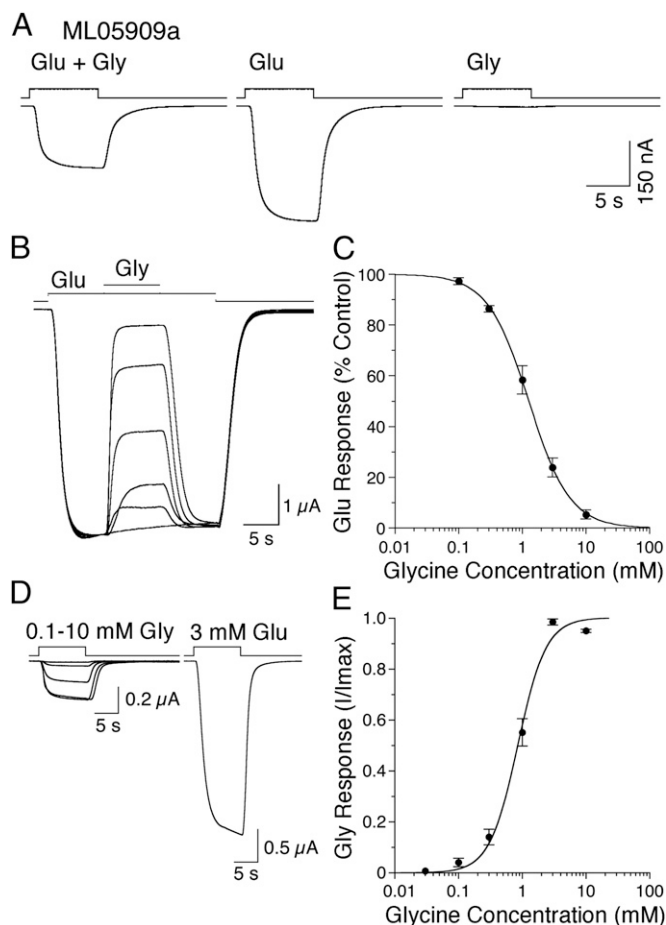 A
ML05909a
Glu + Gly
Glu
Gly
150 nA
5 s
B
Glu
Gly
1 µA
5 s
C
Glu Response (% Control)
100
80
60
40
20
0
0.01 0.1 1 10 100
Glycine Concentration (mM)
D
0.1-10 mM Gly
3 mM Glu
0.2 µA
5 s
0.5 µA
5 s
E
Gly Response (I/Imax)
1.0
0.8
0.6
0.4
0.2
0
0.01 0.1 1 10 100
Glycine Concentration (mM)